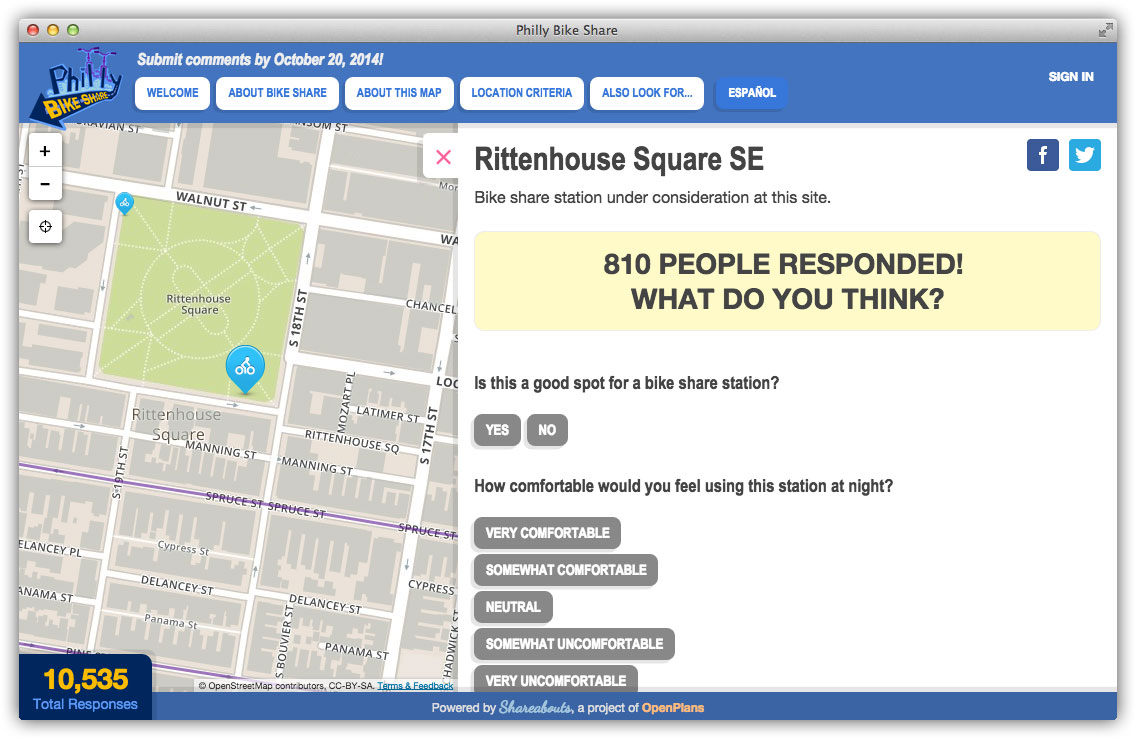 Philly Bike Share
Philly
BIKE SHARE
Submit comments by October 20, 2014!
WELCOME
ABOUT BIKE SHARE
ABOUT THIS MAP
LOCATION CRITERIA
ALSO LOOK FOR...
ESPAÑOL
SIGN IN
+
−
WALNUT ST
WA
Rittenhouse
Square
S 18TH ST
CHANCEL
LOC
MOZART PL
LATIMER ST
S 17TH ST
Rittenhouse
Square
RITTENHOUSE SQ
MANNING ST
MANNING ST
S 19TH ST
SPRUCE ST
SPRUCE ST
SPRUCE ST
ELANCEY PL
Cypress St
CYPRESS
DELANCEY ST
DELANCEY ST
ANAMA ST
Panama St
PANAMA ST
S BOUVIER ST
HADWICK S
© OpenStreetMap contributors, CC-BY-SA. Terms & Feedback
10,535
Total Responses
Rittenhouse Square SE
Bike share station under consideration at this site.
810 PEOPLE RESPONDED!
WHAT DO YOU THINK?
Is this a good spot for a bike share station?
YES
NO
How comfortable would you feel using this station at night?
VERY COMFORTABLE
SOMEWHAT COMFORTABLE
NEUTRAL
SOMEWHAT UNCOMFORTABLE
VERY UNCOMFORTABLE
Powered by Shareabouts, a project of OpenPlans